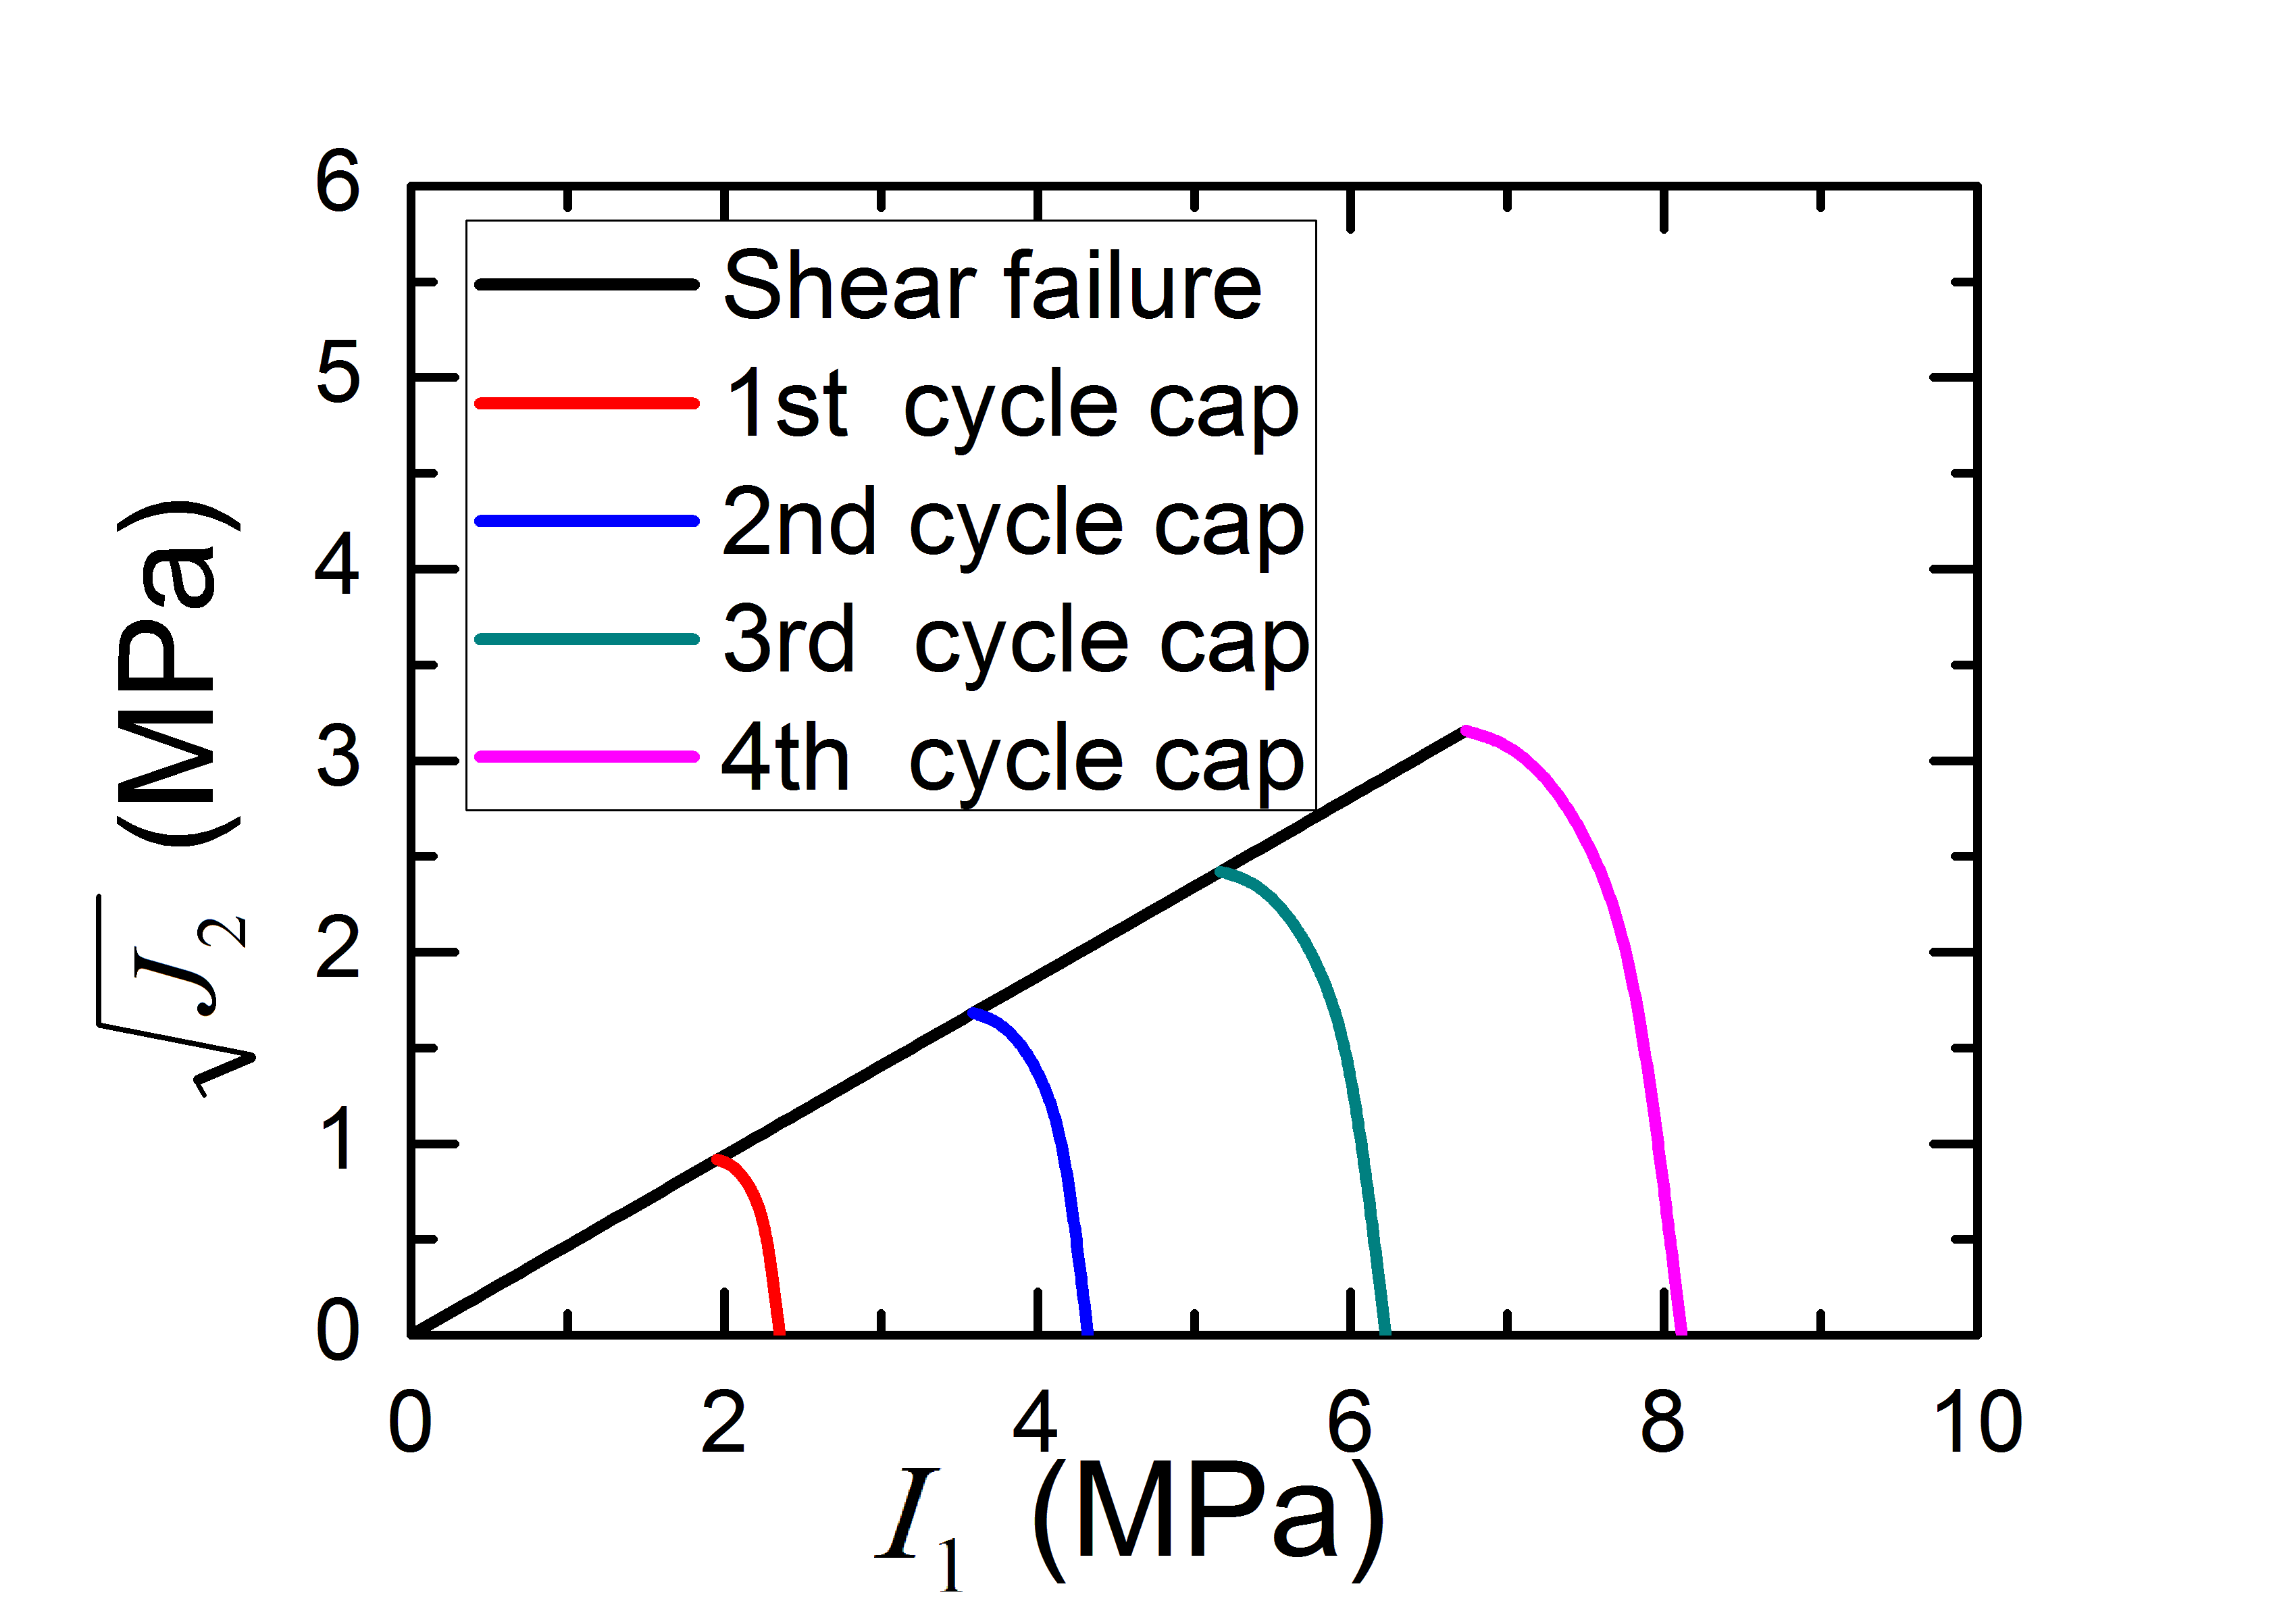 6
5
4
3
2
1
0
√J₂ (MPa)
Shear failure
1st cycle cap
2nd cycle cap
3rd cycle cap
4th cycle cap
0 2 4 6 8 10
I₁ (MPa)